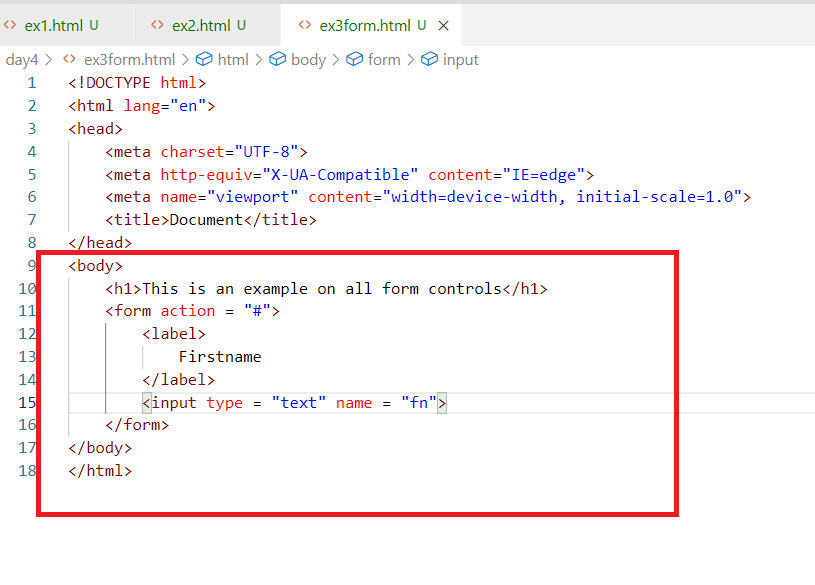 ex1.html U ex2.html U ex3form.html U
day4 > ex3form.html > html > body > form > input
1 <!DOCTYPE html>
2 <html lang="en">
3 <head>
4 <meta charset="UTF-8">
5 <meta http-equiv="X-UA-Compatible" content="IE=edge">
6 <meta name="viewport" content="width=device-width, initial-scale=1.0">
7 <title>Document</title>
8 </head>
9 <body>
10 <h1>This is an example on all form controls</h1>
11 <form action = "#">
12 <label>
13 Firstname
14 </label>
15 <input type = "text" name = "fn">
16 </form>
17 </body>
18 </html>